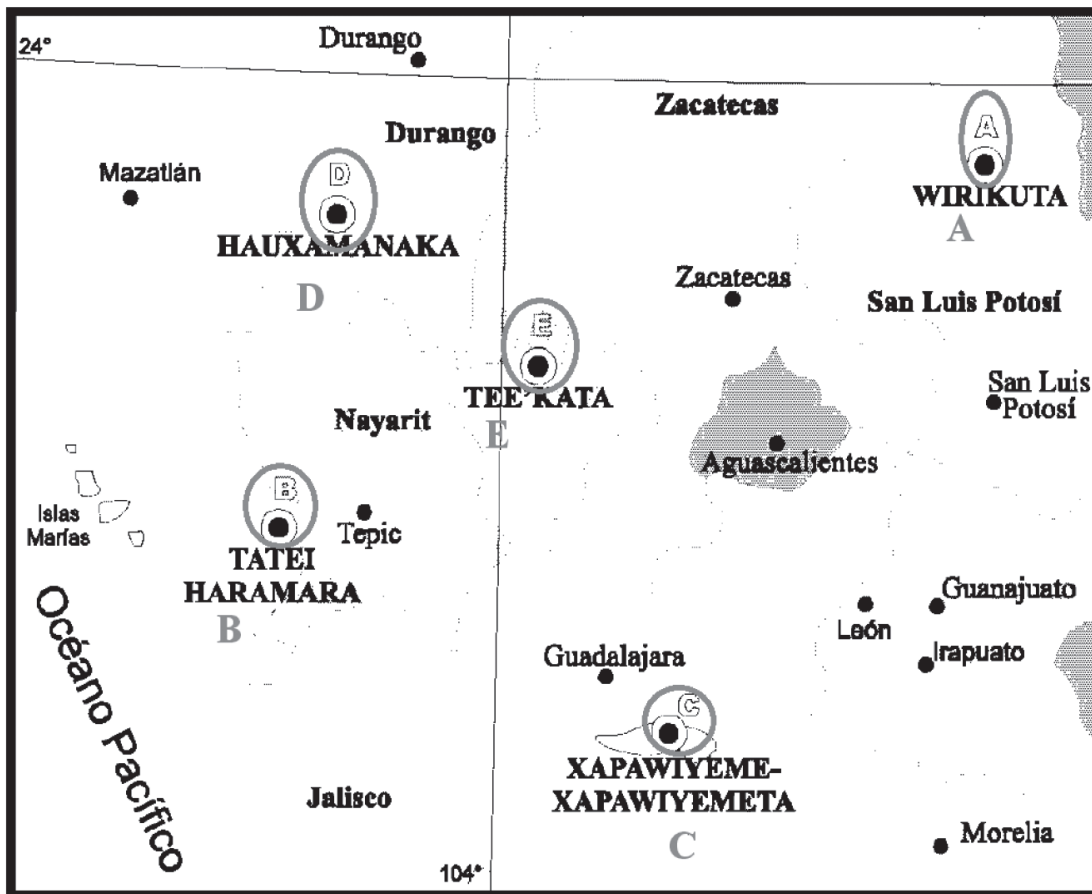 24°
Durango
Zacatecas
Durango
A
WIRIKUTA
A
Mazatlán
D
HAUXAMANAKA
D
Zacatecas
San Luis Potosí
E
TEE'KATA
E
San Luis
Potosí
Nayarit
Aguascalientes
B
Islas
Marías
Tepic
TATEI
HARAMARA
B
Océano Pacífico
León
Guanajuato
Irapuato
Guadalajara
C
XAPAWIYEME-
XAPAWIYEMETA
C
Jalisco
Morelia
104°